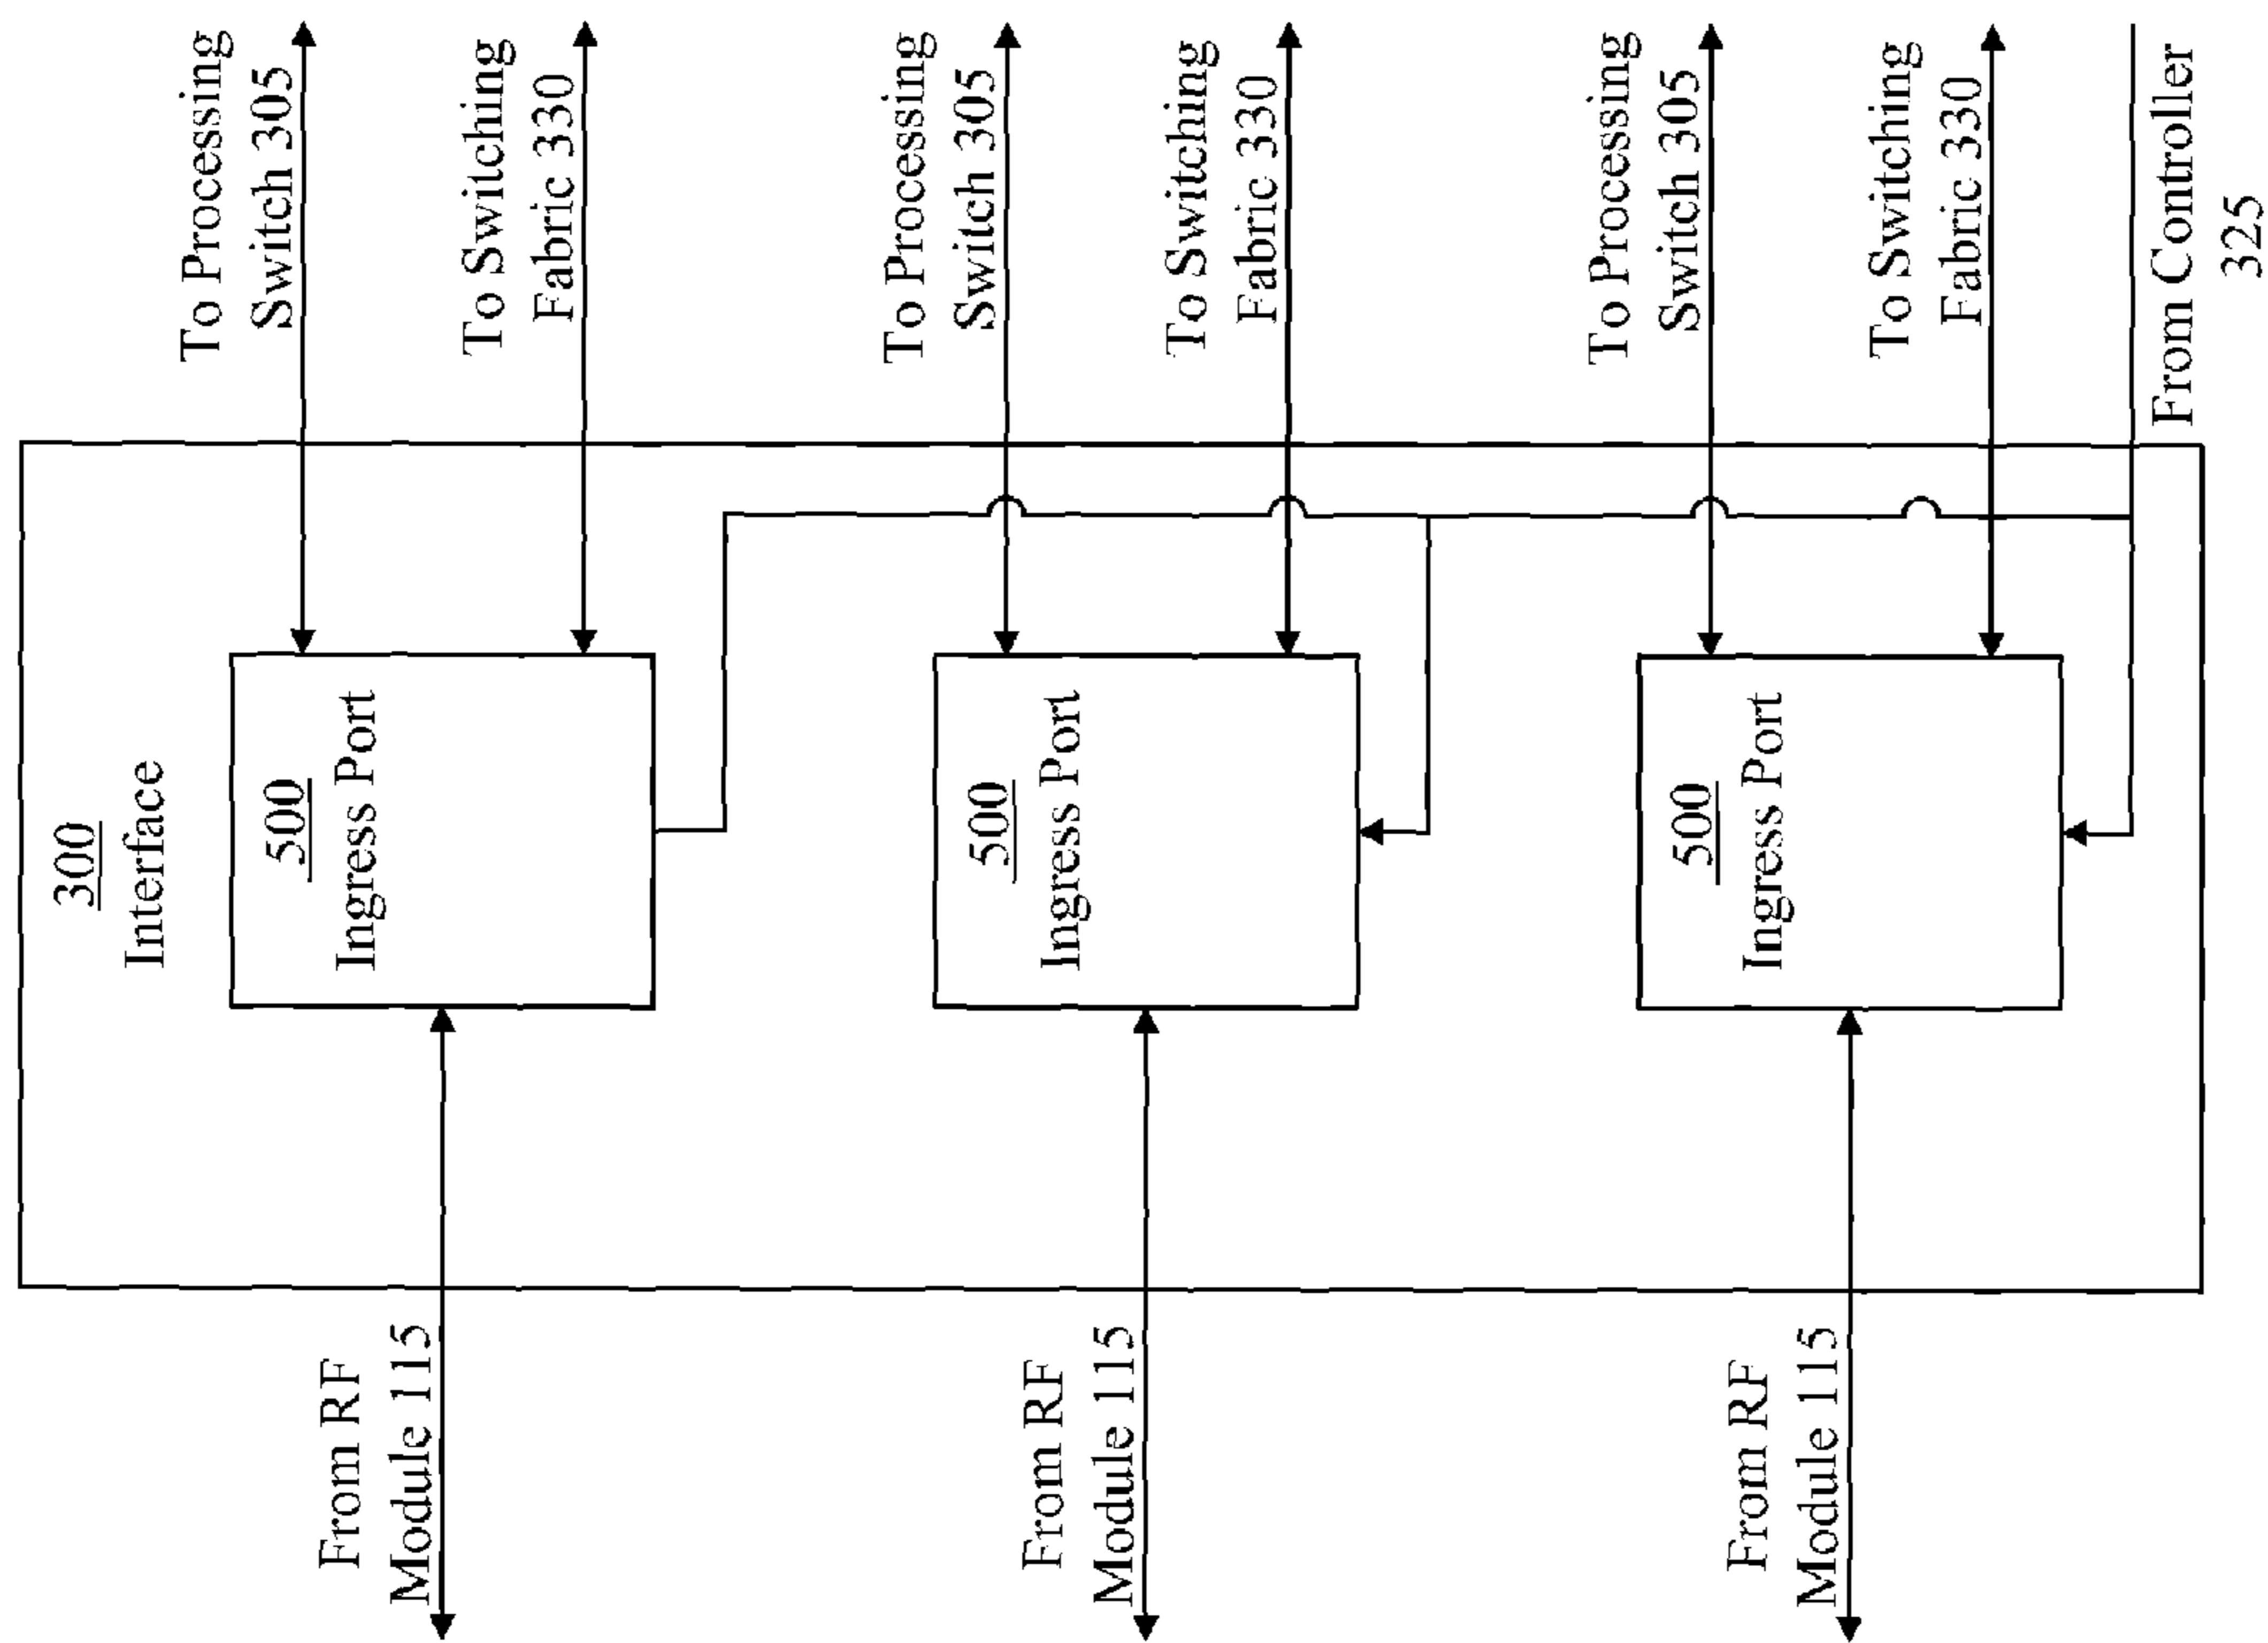 300
Interface
From RF
Module 115
500
Ingress Port
To Processing
Switch 305
To Switching
Fabric 330
From RF
Module 115
500
Ingress Port
To Processing
Switch 305
To Switching
Fabric 330
From RF
Module 115
500
Ingress Port
To Processing
Switch 305
To Switching
Fabric 330
From Controller
325